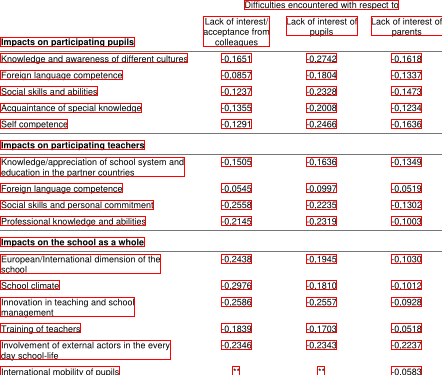 Difficulties encountered with respect to
Lack of interest/ Lack of interest of Lack of interest of
acceptance from pupils parents
Impacts on participating pupils colleagues
Knowledge and awareness of different cultures -0,1651 -0,2742 -0,1618
Foreign language competence -0,0857 -0,1804 -0,1337
Social skills and abilities -0,1237 -0,2328 -0,1473
Acquaintance of special knowledge -0,1355 -0,2008 -0,1234
Self competence -0,1291 -0,2466 -0,1636
Impacts on participating teachers
Knowledge/appreciation of school system and -0,1505 -0,1636 -0,1349
education in the partner countries
Foreign language competence -0,0545 -0,0997 -0,0519
Social skills and personal commitment -0,2558 -0,2235 -0,1302
Professional knowledge and abilities -0,2145 -0,2319 -0,1003
Impacts on the school as a whole
European/International dimension of the -0,2438 -0,1945 -0,1030
school
School climate -0,2976 -0,1810 -0,1012
Innovation in teaching and school -0,2586 -0,2557 -0,0928
management
Training of teachers -0,1839 -0,1703 -0,0518
Involvement of external actors in the every -0,2346 -0,2343 -0,2237
day school-life
International mobility of pupils ** ** -0,0583